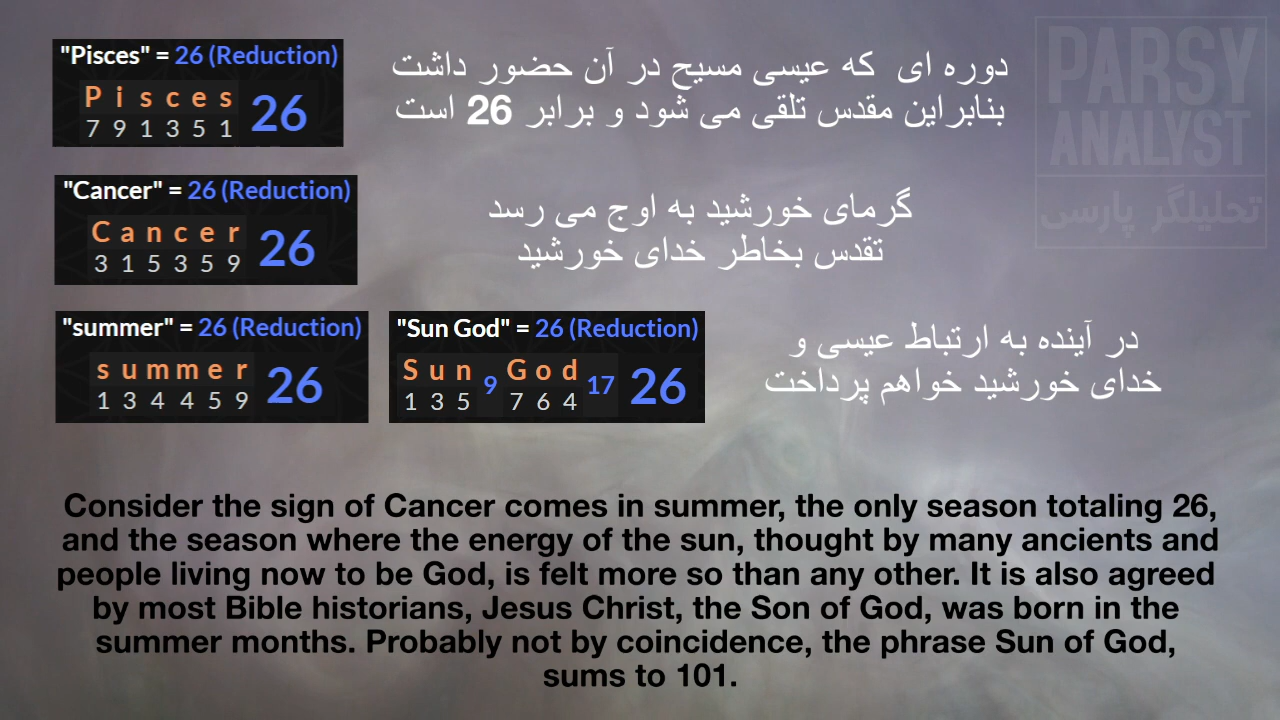 "Pisces" = 26 (Reduction)
P i s c e s
7 9 1 3 5 1 26
دوره ای که عیسی مسیح در آن حضور داشت
بنابراین مقدس تلقی می شود و برابر 26 است
PARSY
ANALYST
تحلیلگر پارسی
"Cancer" = 26 (Reduction)
C a n c e r
3 1 5 3 5 9 26
گرمای خورشید به اوج می رسد
تقدس بخاطر خدای خورشید
"summer" = 26 (Reduction)
s u m m e r
1 3 4 4 5 9 26
"Sun God" = 26 (Reduction)
S u n 9 G o d 17 26
1 3 5 7 6 4
در آینده به ارتباط عیسی و
خدای خورشید خواهم پرداخت
Consider the sign of Cancer comes in summer, the only season totaling 26,
and the season where the energy of the sun, thought by many ancients and
people living now to be God, is felt more so than any other. It is also agreed
by most Bible historians, Jesus Christ, the Son of God, was born in the
summer months. Probably not by coincidence, the phrase Sun of God,
sums to 101.